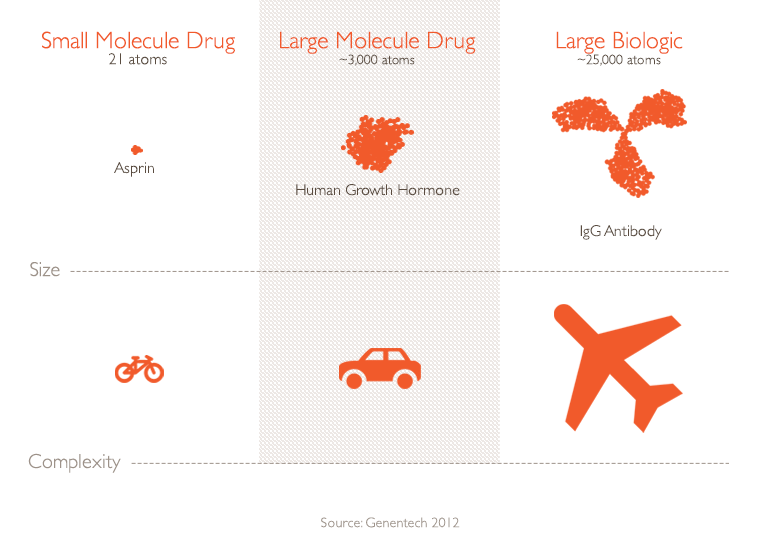 Small Molecule Drug
21 atoms
Large Molecule Drug
~3,000 atoms
Large Biologic
~25,000 atoms
Asprin
Human Growth Hormone
IgG Antibody
Size
Complexity
Source: Genentech 2012